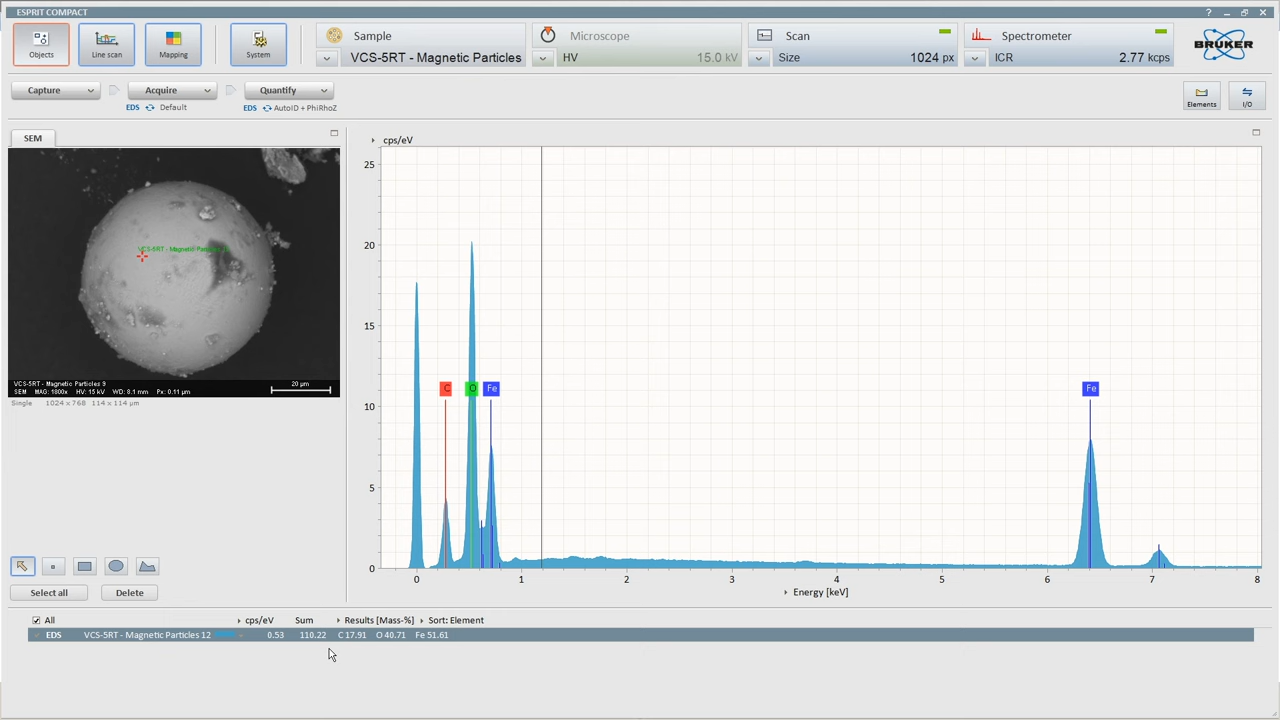 ESPRIT COMPACT
?
Objects
Line scan
Mapping
System
Sample
VCS-5RT - Magnetic Particles
Microscope
HV 15.0 kV
Scan
Size 1024 px
Spectrometer
ICR 2.77 kcps
BRUKER
Capture
Acquire
EDS Default
Quantify
EDS AutoID + PhiRhoZ
Elements
I/O
SEM
VCS-5RT - Magnetic
VCS-5RT - Magnetic Particles 9
SEM MAG: 1800x HV: 15 kV WD: 8.1 mm Px: 0.11 µm
20 µm
Single 1024 x 768 114 x 114 µm
cps/eV
25
20
15
10
5
0
C
O
Fe
Fe
0 1 2 3 4 5 6 7 8
Energy [keV]
Select all
Delete
All cps/eV Sum Results [Mass-%] Sort: Element
EDS VCS-5RT - Magnetic Particles 12 0.53 110.22 C 17.91 O 40.71 Fe 51.61